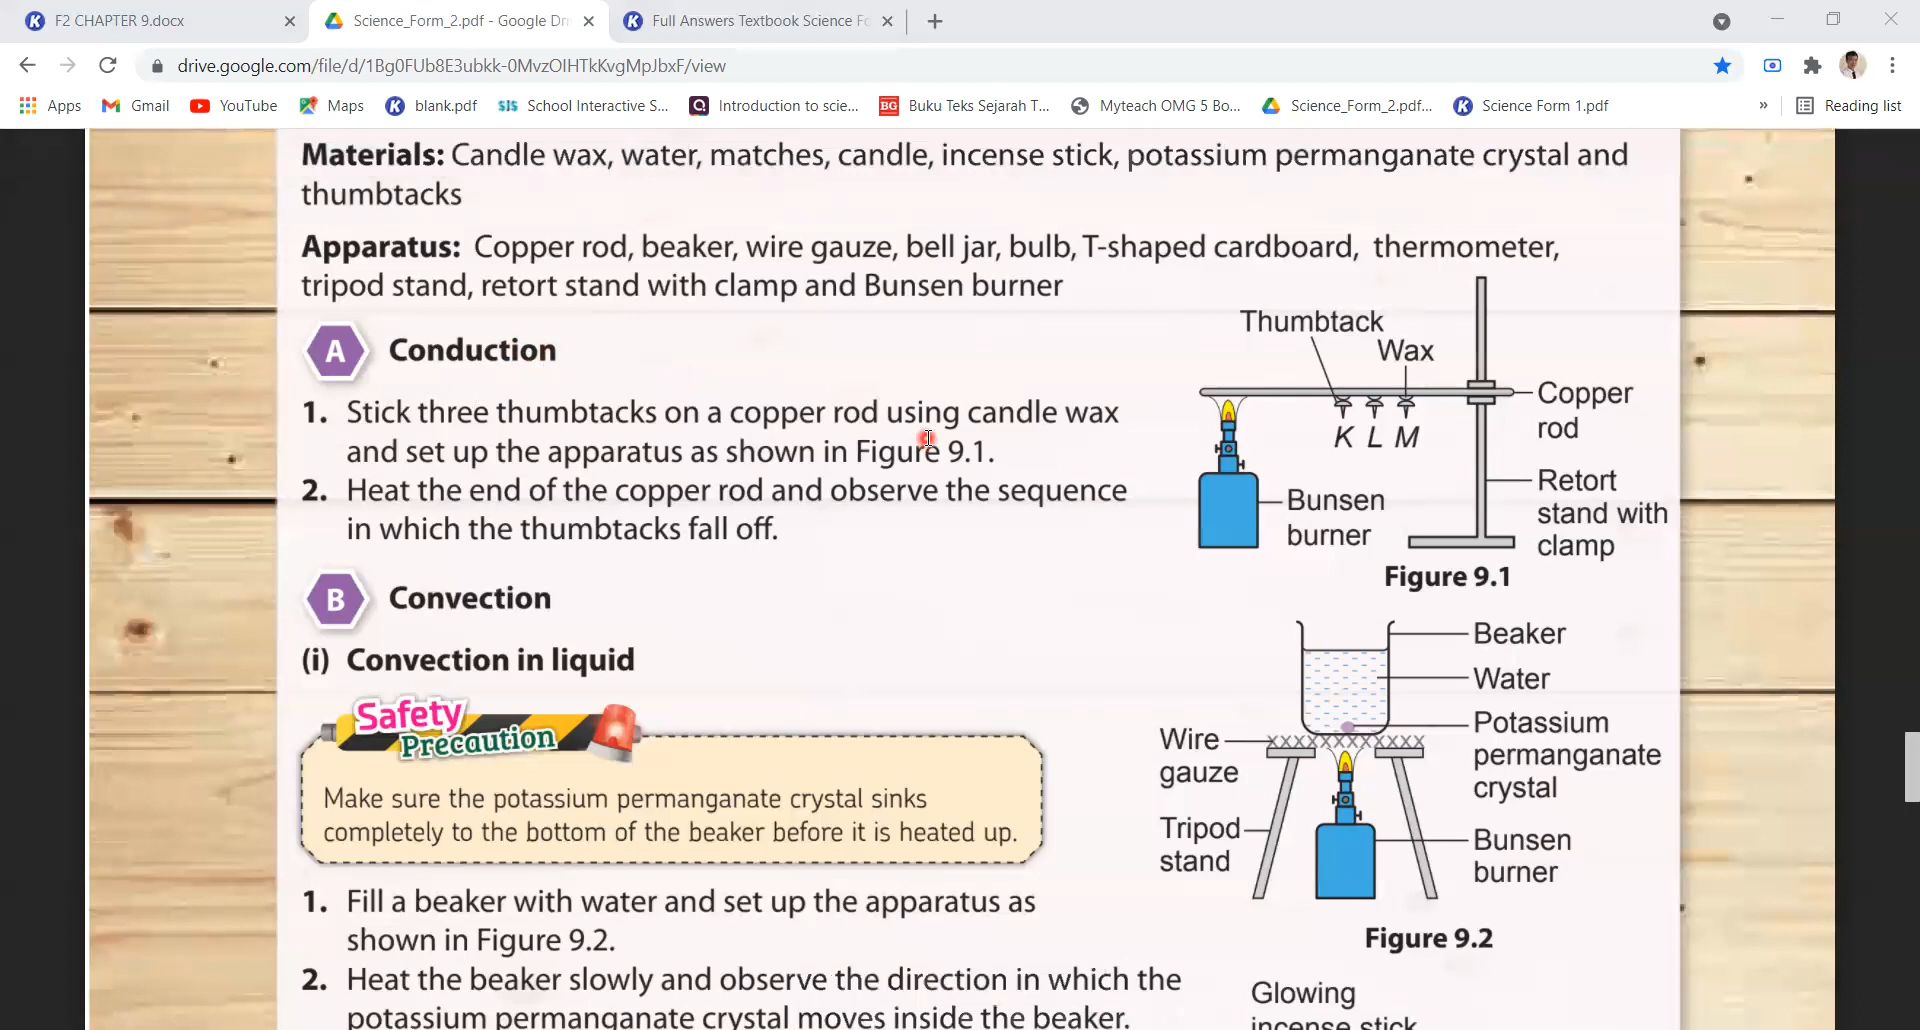 F2 CHAPTER 9.docx
Science_Form_2.pdf - Google Dr
Full Answers Textbook Science Fo
drive.google.com/file/d/1Bg0FUb8E3ubkk-0MvzOIHTkKvgMpJbxF/view
Apps
Gmail
YouTube
Maps
blank.pdf
School Interactive S...
Introduction to scie...
Buku Teks Sejarah T...
Myteach OMG 5 Bo...
Science_Form_2.pdf...
Science Form 1.pdf
»
Reading list
Materials: Candle wax, water, matches, candle, incense stick, potassium permanganate crystal and
thumbtacks
Apparatus: Copper rod, beaker, wire gauze, bell jar, bulb, T-shaped cardboard, thermometer,
tripod stand, retort stand with clamp and Bunsen burner
A Conduction
1. Stick three thumbtacks on a copper rod using candle wax
and set up the apparatus as shown in Figure 9.1.
2. Heat the end of the copper rod and observe the sequence
in which the thumbtacks fall off.
Thumbtack
Wax
Copper
rod
K L M
Retort
stand with
clamp
Bunsen
burner
Figure 9.1
B Convection
(i) Convection in liquid
Safety
Precaution
Make sure the potassium permanganate crystal sinks
completely to the bottom of the beaker before it is heated up.
1. Fill a beaker with water and set up the apparatus as
shown in Figure 9.2.
2. Heat the beaker slowly and observe the direction in which the
potassium permanganate crystal moves inside the beaker.
Beaker
Water
Potassium
permanganate
crystal
Wire
gauze
Tripod
stand
Bunsen
burner
Figure 9.2
Glowing
incense stick